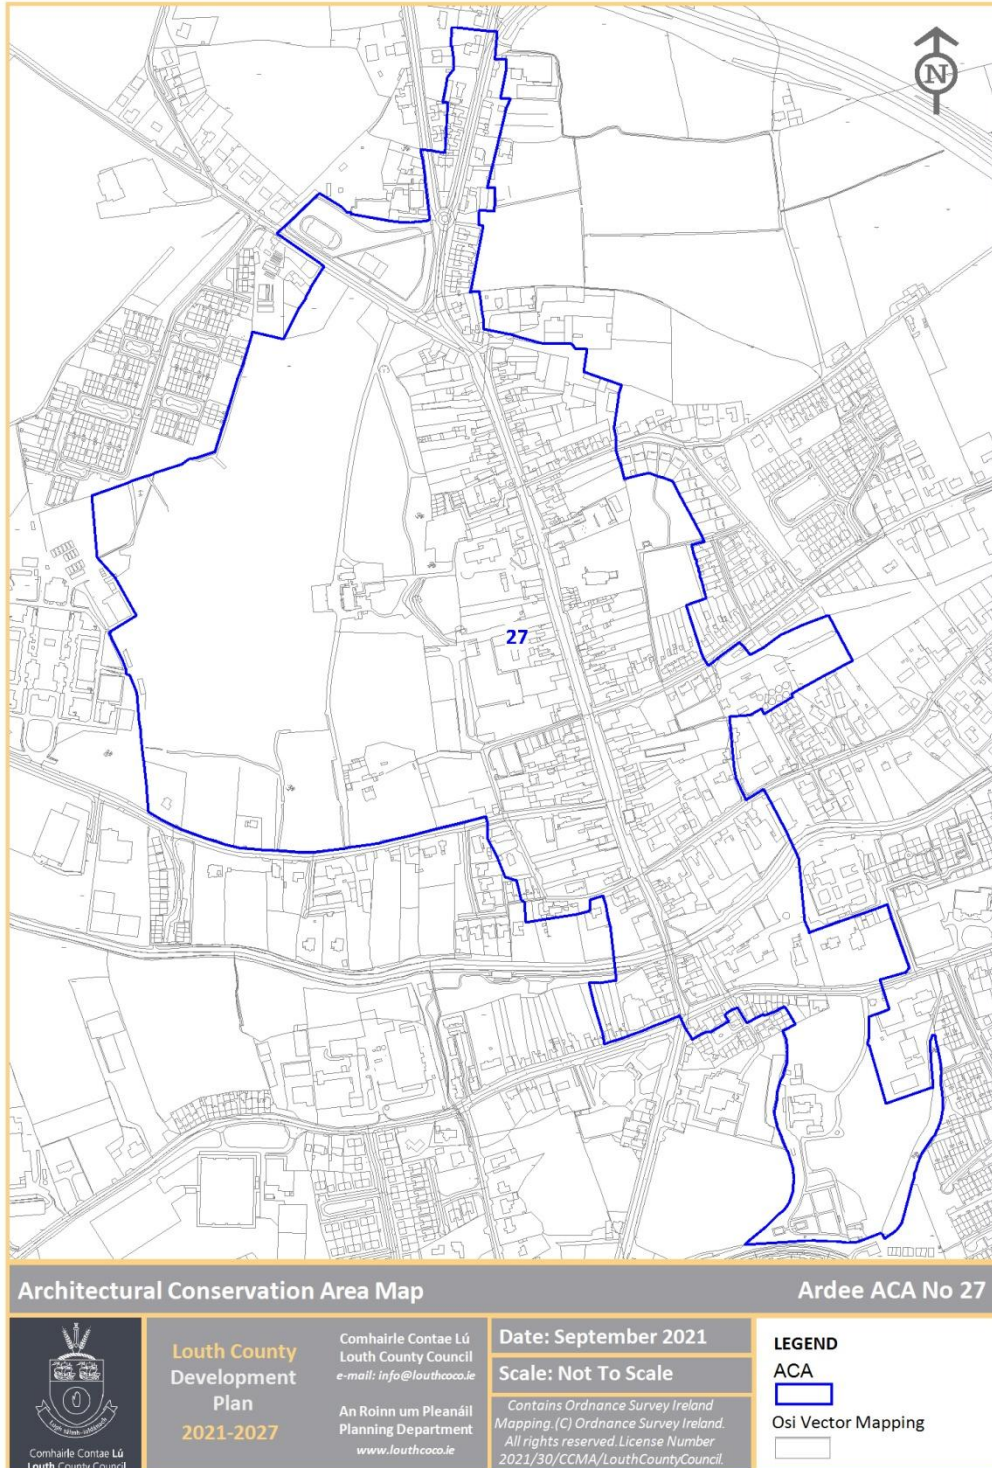 N
27
Architectural Conservation Area Map
Ardee ACA No 27
Comhairle Contae Lú
Louth County Council
Louth County
Development
Plan
2021-2027
Comhairle Contae Lú
Louth County Council
e-mail: info@louthcoco.ie
An Roinn um Pleanáil
Planning Department
www.louthcoco.ie
Date: September 2021
Scale: Not To Scale
Contains Ordnance Survey Ireland
Mapping.(C) Ordnance Survey Ireland.
All rights reserved.License Number
2021/30/CCMA/LouthCountyCouncil.
LEGEND
ACA
Osi Vector Mapping